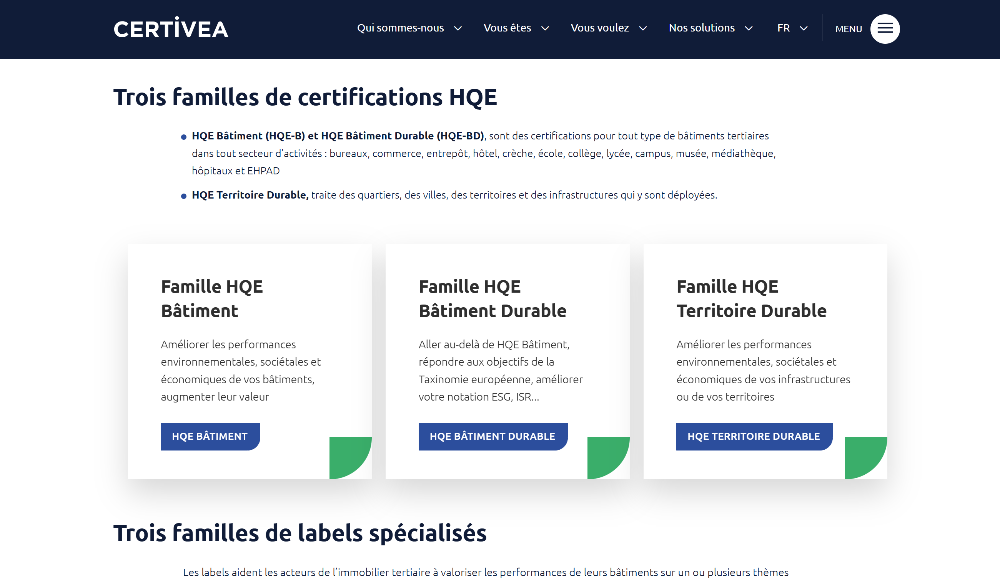 CERTIVEA
Qui sommes-nous
Vous êtes
Vous voulez
Nos solutions
FR
MENU
Trois familles de certifications HQE
HQE Bâtiment (HQE-B) et HQE Bâtiment Durable (HQE-BD), sont des certifications pour tout type de bâtiments tertiaires
dans tout secteur d’activités : bureaux, commerce, entrepôt, hôtel, crèche, école, collège, lycée, campus, musée, médiathèque,
hôpitaux et EHPAD
HQE Territoire Durable, traite des quartiers, des villes, des territoires et des infrastructures qui y sont déployées.
Famille HQE
Bâtiment
Améliorer les performances
environnementales, sociétales et
économiques de vos bâtiments,
augmenter leur valeur
HQE BÂTIMENT
Famille HQE
Bâtiment Durable
Aller au-delà de HQE Bâtiment,
répondre aux objectifs de la
Taxinomie européenne, améliorer
votre notation ESG, ISR…
HQE BÂTIMENT DURABLE
Famille HQE
Territoire Durable
Améliorer les performances
environnementales, sociétales et
économiques de vos infrastructures
ou de vos territoires
HQE TERRITOIRE DURABLE
Trois familles de labels spécialisés
Les labels aident les acteurs de l’immobilier tertiaire à valoriser les performances de leurs bâtiments sur un ou plusieurs thèmes